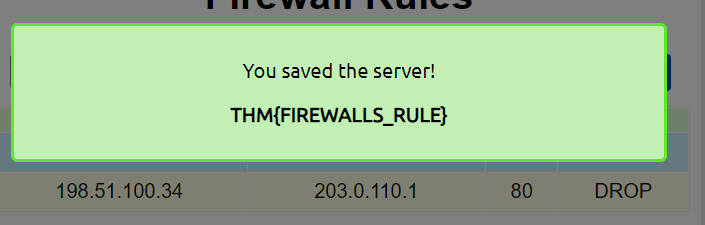 Firewall Rules
You saved the server!
THM{FIREWALLS_RULE}
198.51.100.34 203.0.110.1 80 DROP